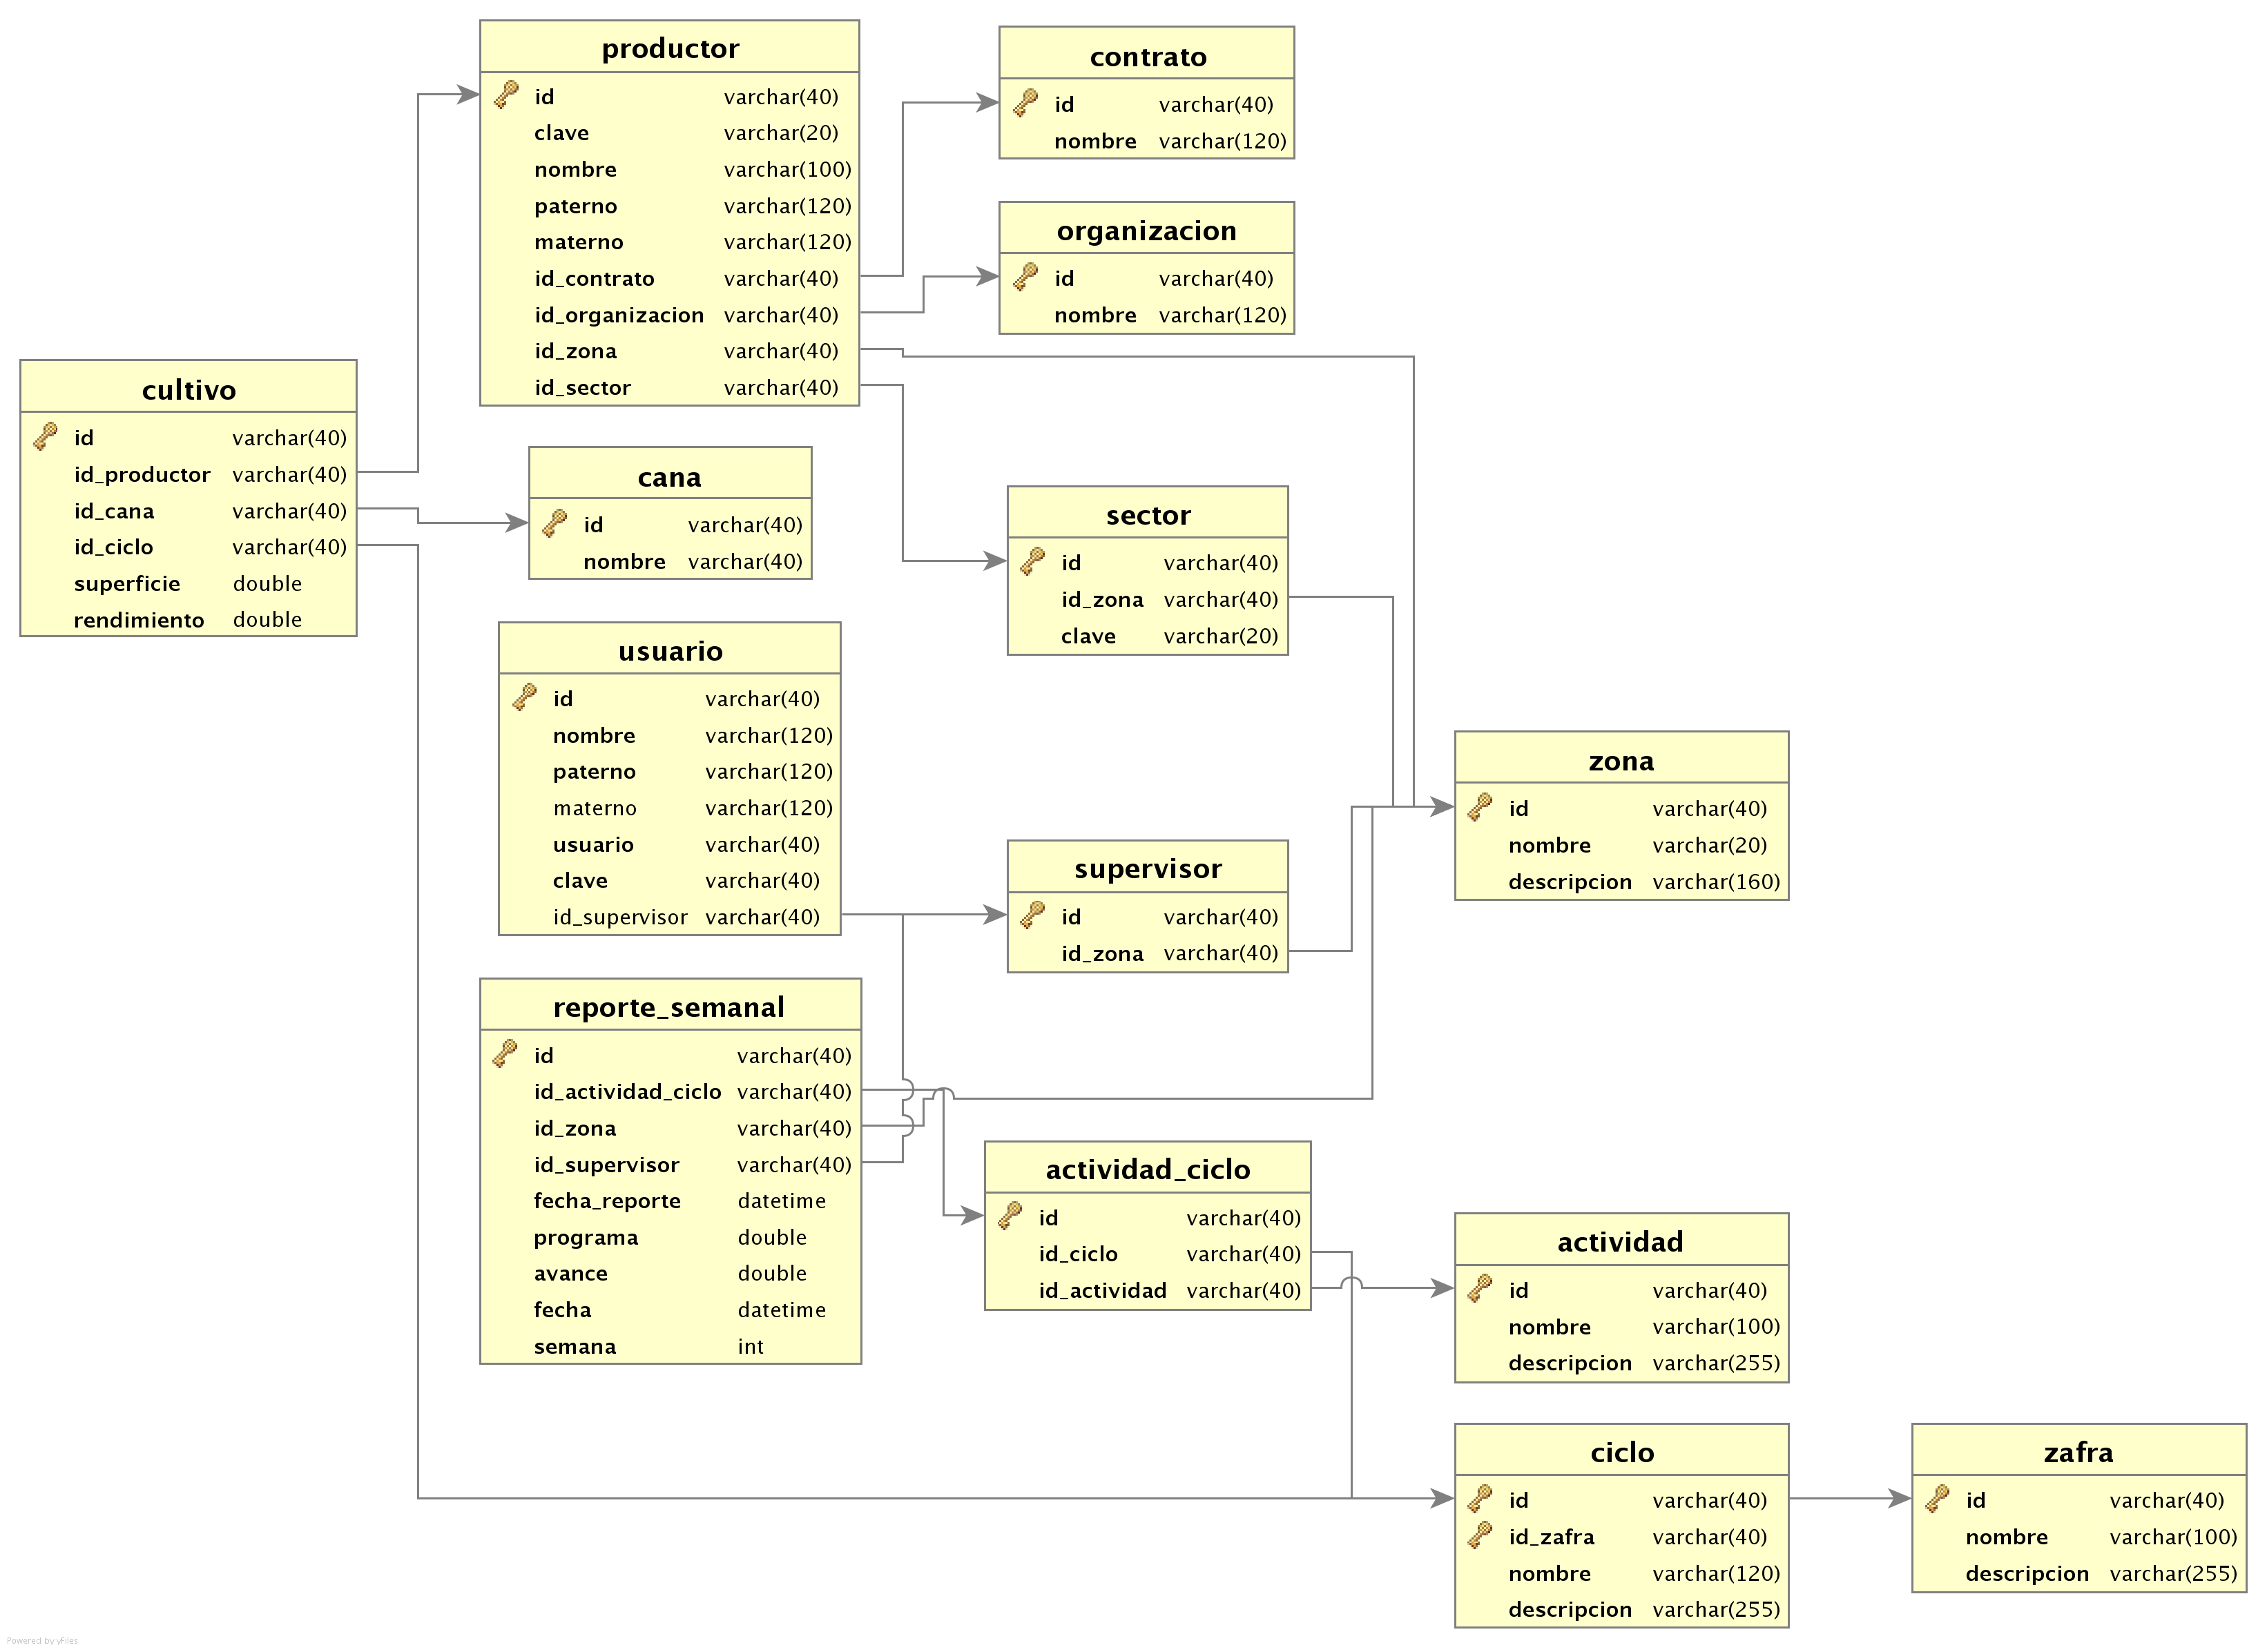 productor
id varchar(40)
clave varchar(20)
nombre varchar(100)
paterno varchar(120)
materno varchar(120)
id_contrato varchar(40)
id_organizacion varchar(40)
id_zona varchar(40)
id_sector varchar(40)
contrato
id varchar(40)
nombre varchar(120)
organizacion
id varchar(40)
nombre varchar(120)
cultivo
id varchar(40)
id_productor varchar(40)
id_cana varchar(40)
id_ciclo varchar(40)
superficie double
rendimiento double
cana
id varchar(40)
nombre varchar(40)
sector
id varchar(40)
id_zona varchar(40)
clave varchar(20)
usuario
id varchar(40)
nombre varchar(120)
paterno varchar(120)
materno varchar(120)
usuario varchar(40)
clave varchar(40)
id_supervisor varchar(40)
zona
id varchar(40)
nombre varchar(20)
descripcion varchar(160)
supervisor
id varchar(40)
id_zona varchar(40)
reporte_semanal
id varchar(40)
id_actividad_ciclo varchar(40)
id_zona varchar(40)
id_supervisor varchar(40)
fecha_reporte datetime
programa double
avance double
fecha datetime
semana int
actividad_ciclo
id varchar(40)
id_ciclo varchar(40)
id_actividad varchar(40)
actividad
id varchar(40)
nombre varchar(100)
descripcion varchar(255)
ciclo
id varchar(40)
id_zafra varchar(40)
nombre varchar(120)
descripcion varchar(255)
zafra
id varchar(40)
nombre varchar(100)
descripcion varchar(255)
Powered by yFiles